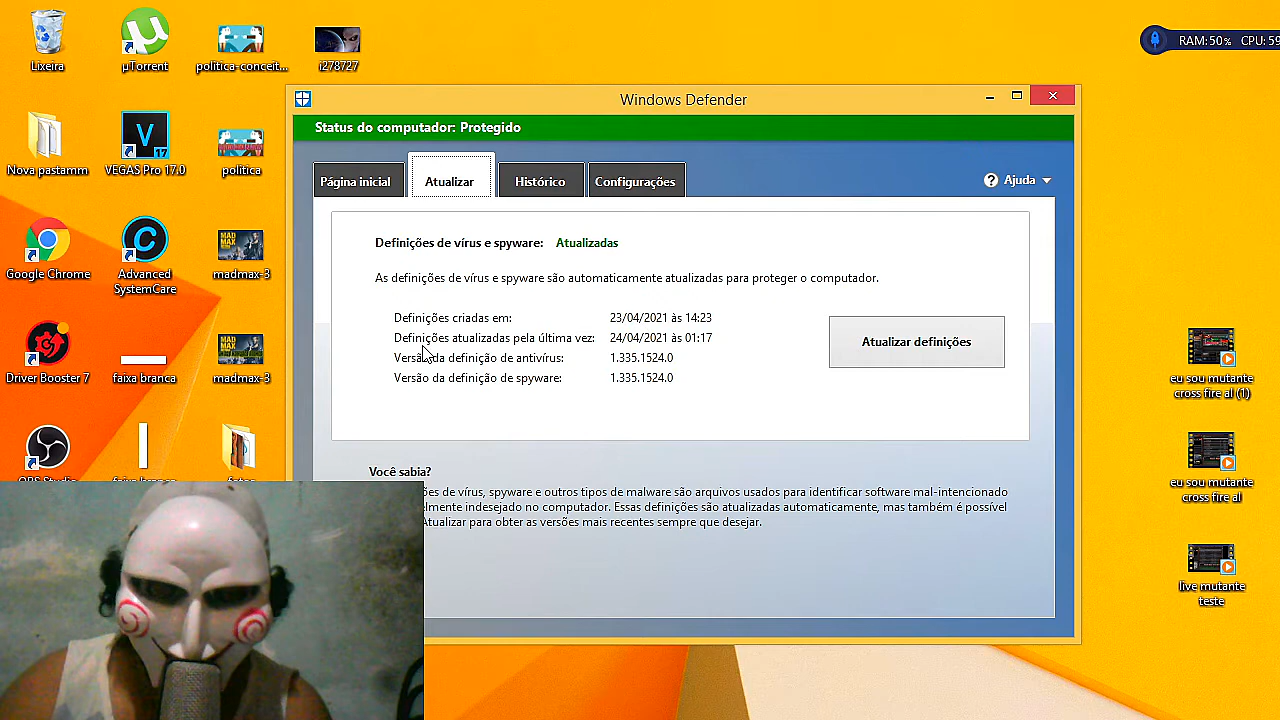 Lixeira
µTorrent
politica-conceit...
i278727
RAM:50% CPU:59
Windows Defender
Status do computador: Protegido
Página inicial
Atualizar
Histórico
Configurações
Ajuda
Nova pastamm
VEGAS Pro 17.0
politica
Definições de vírus e spyware: Atualizadas
As definições de vírus e spyware são automaticamente atualizadas para proteger o computador.
Definições criadas em: 23/04/2021 às 14:23
Definições atualizadas pela última vez: 24/04/2021 às 01:17
Versão da definição de antivírus: 1.335.1524.0
Versão da definição de spyware: 1.335.1524.0
Atualizar definições
Google Chrome
Advanced
SystemCare
madmax-3
Driver Booster 7
faixa branca
madmax-3
eu sou mutante
cross fire al (1)
eu sou mutante
cross fire al
live mutante
teste
Você sabia?
de vírus, spyware e outros tipos de malware são arquivos usados para identificar software mal-intencionado
indesejado no computador. Essas definições são atualizadas automaticamente, mas também é possível
Atualizar para obter as versões mais recentes sempre que desejar.